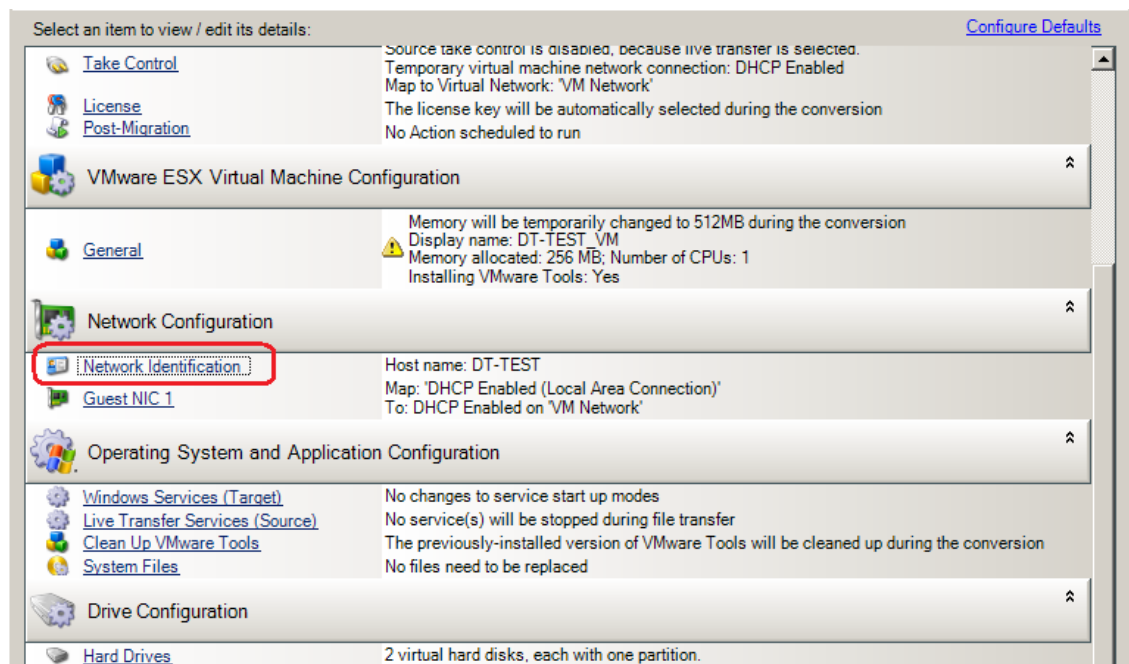 Select an item to view / edit its details:
Configure Defaults
Take Control
Source take control is disabled, because live transfer is selected.
Temporary virtual machine network connection: DHCP Enabled
Map to Virtual Network: 'VM Network'
License
The license key will be automatically selected during the conversion
Post-Migration
No Action scheduled to run
VMware ESX Virtual Machine Configuration
General
Memory will be temporarily changed to 512MB during the conversion
Display name: DT-TEST_VM
Memory allocated: 256 MB; Number of CPUs: 1
Installing VMware Tools: Yes
Network Configuration
Network Identification
Host name: DT-TEST
Guest NIC 1
Map: 'DHCP Enabled (Local Area Connection)'
To: DHCP Enabled on 'VM Network'
Operating System and Application Configuration
Windows Services (Target)
No changes to service start up modes
Live Transfer Services (Source)
No service(s) will be stopped during file transfer
Clean Up VMware Tools
The previously-installed version of VMware Tools will be cleaned up during the conversion
System Files
No files need to be replaced
Drive Configuration
Hard Drives
2 virtual hard disks, each with one partition.